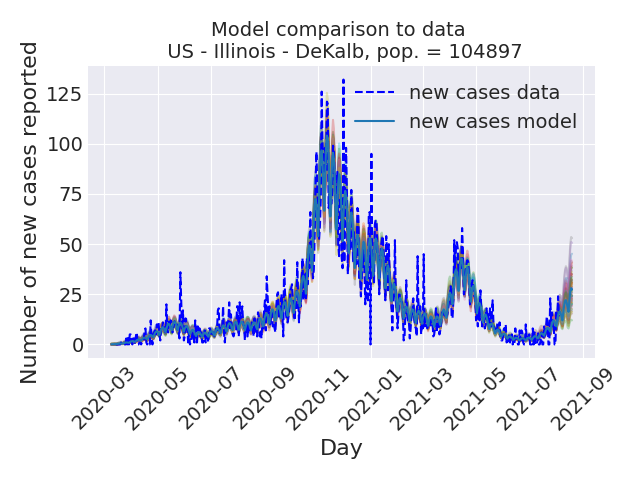 Model comparison to data
US - Illinois - DeKalb, pop. = 104897
Number of new cases reported
125
100
75
50
25
0
new cases data
new cases model
2020-03
2020-05
2020-07
2020-09
2020-11
2021-01
2021-03
2021-05
2021-07
2021-09
Day